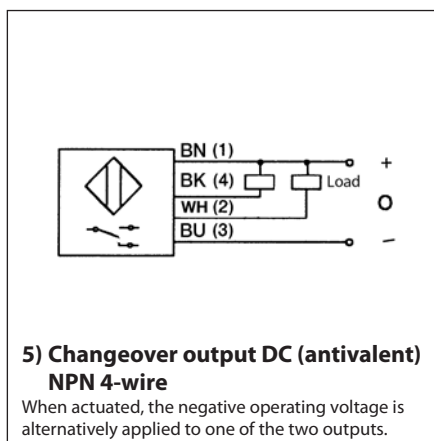 BN (1)
+
BK (4)
Load
WH (2)
O
BU (3)
−
5) Changeover output DC (antivalent)
NPN 4-wire
When actuated, the negative operating voltage is
alternatively applied to one of the two outputs.